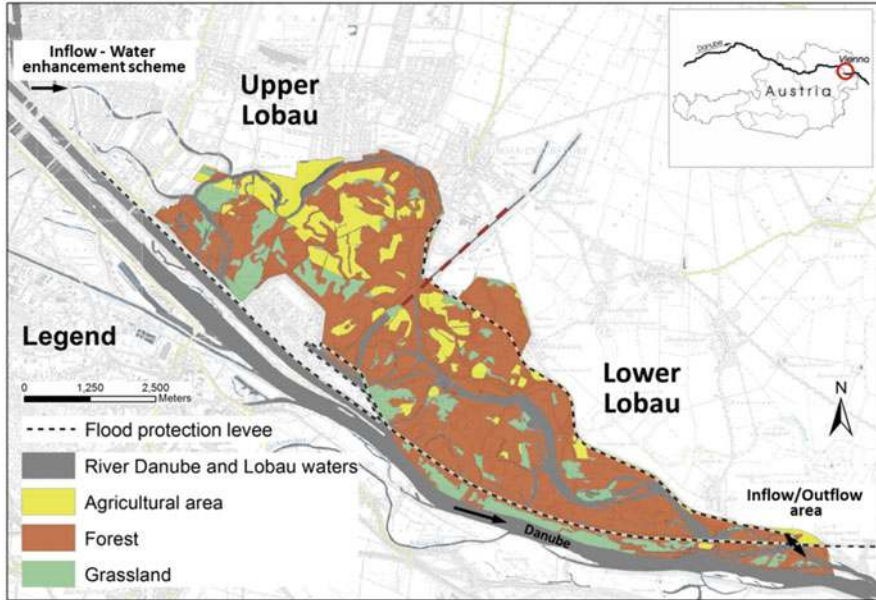 Inflow - Water
enhancement scheme
Upper
Lobau
Danube
Vienna
Austria
Legend
0 1,250 2,500
Meters
Flood protection levee
River Danube and Lobau waters
Agricultural area
Forest
Grassland
Lower
Lobau
N
Inflow/Outflow
area
Danube